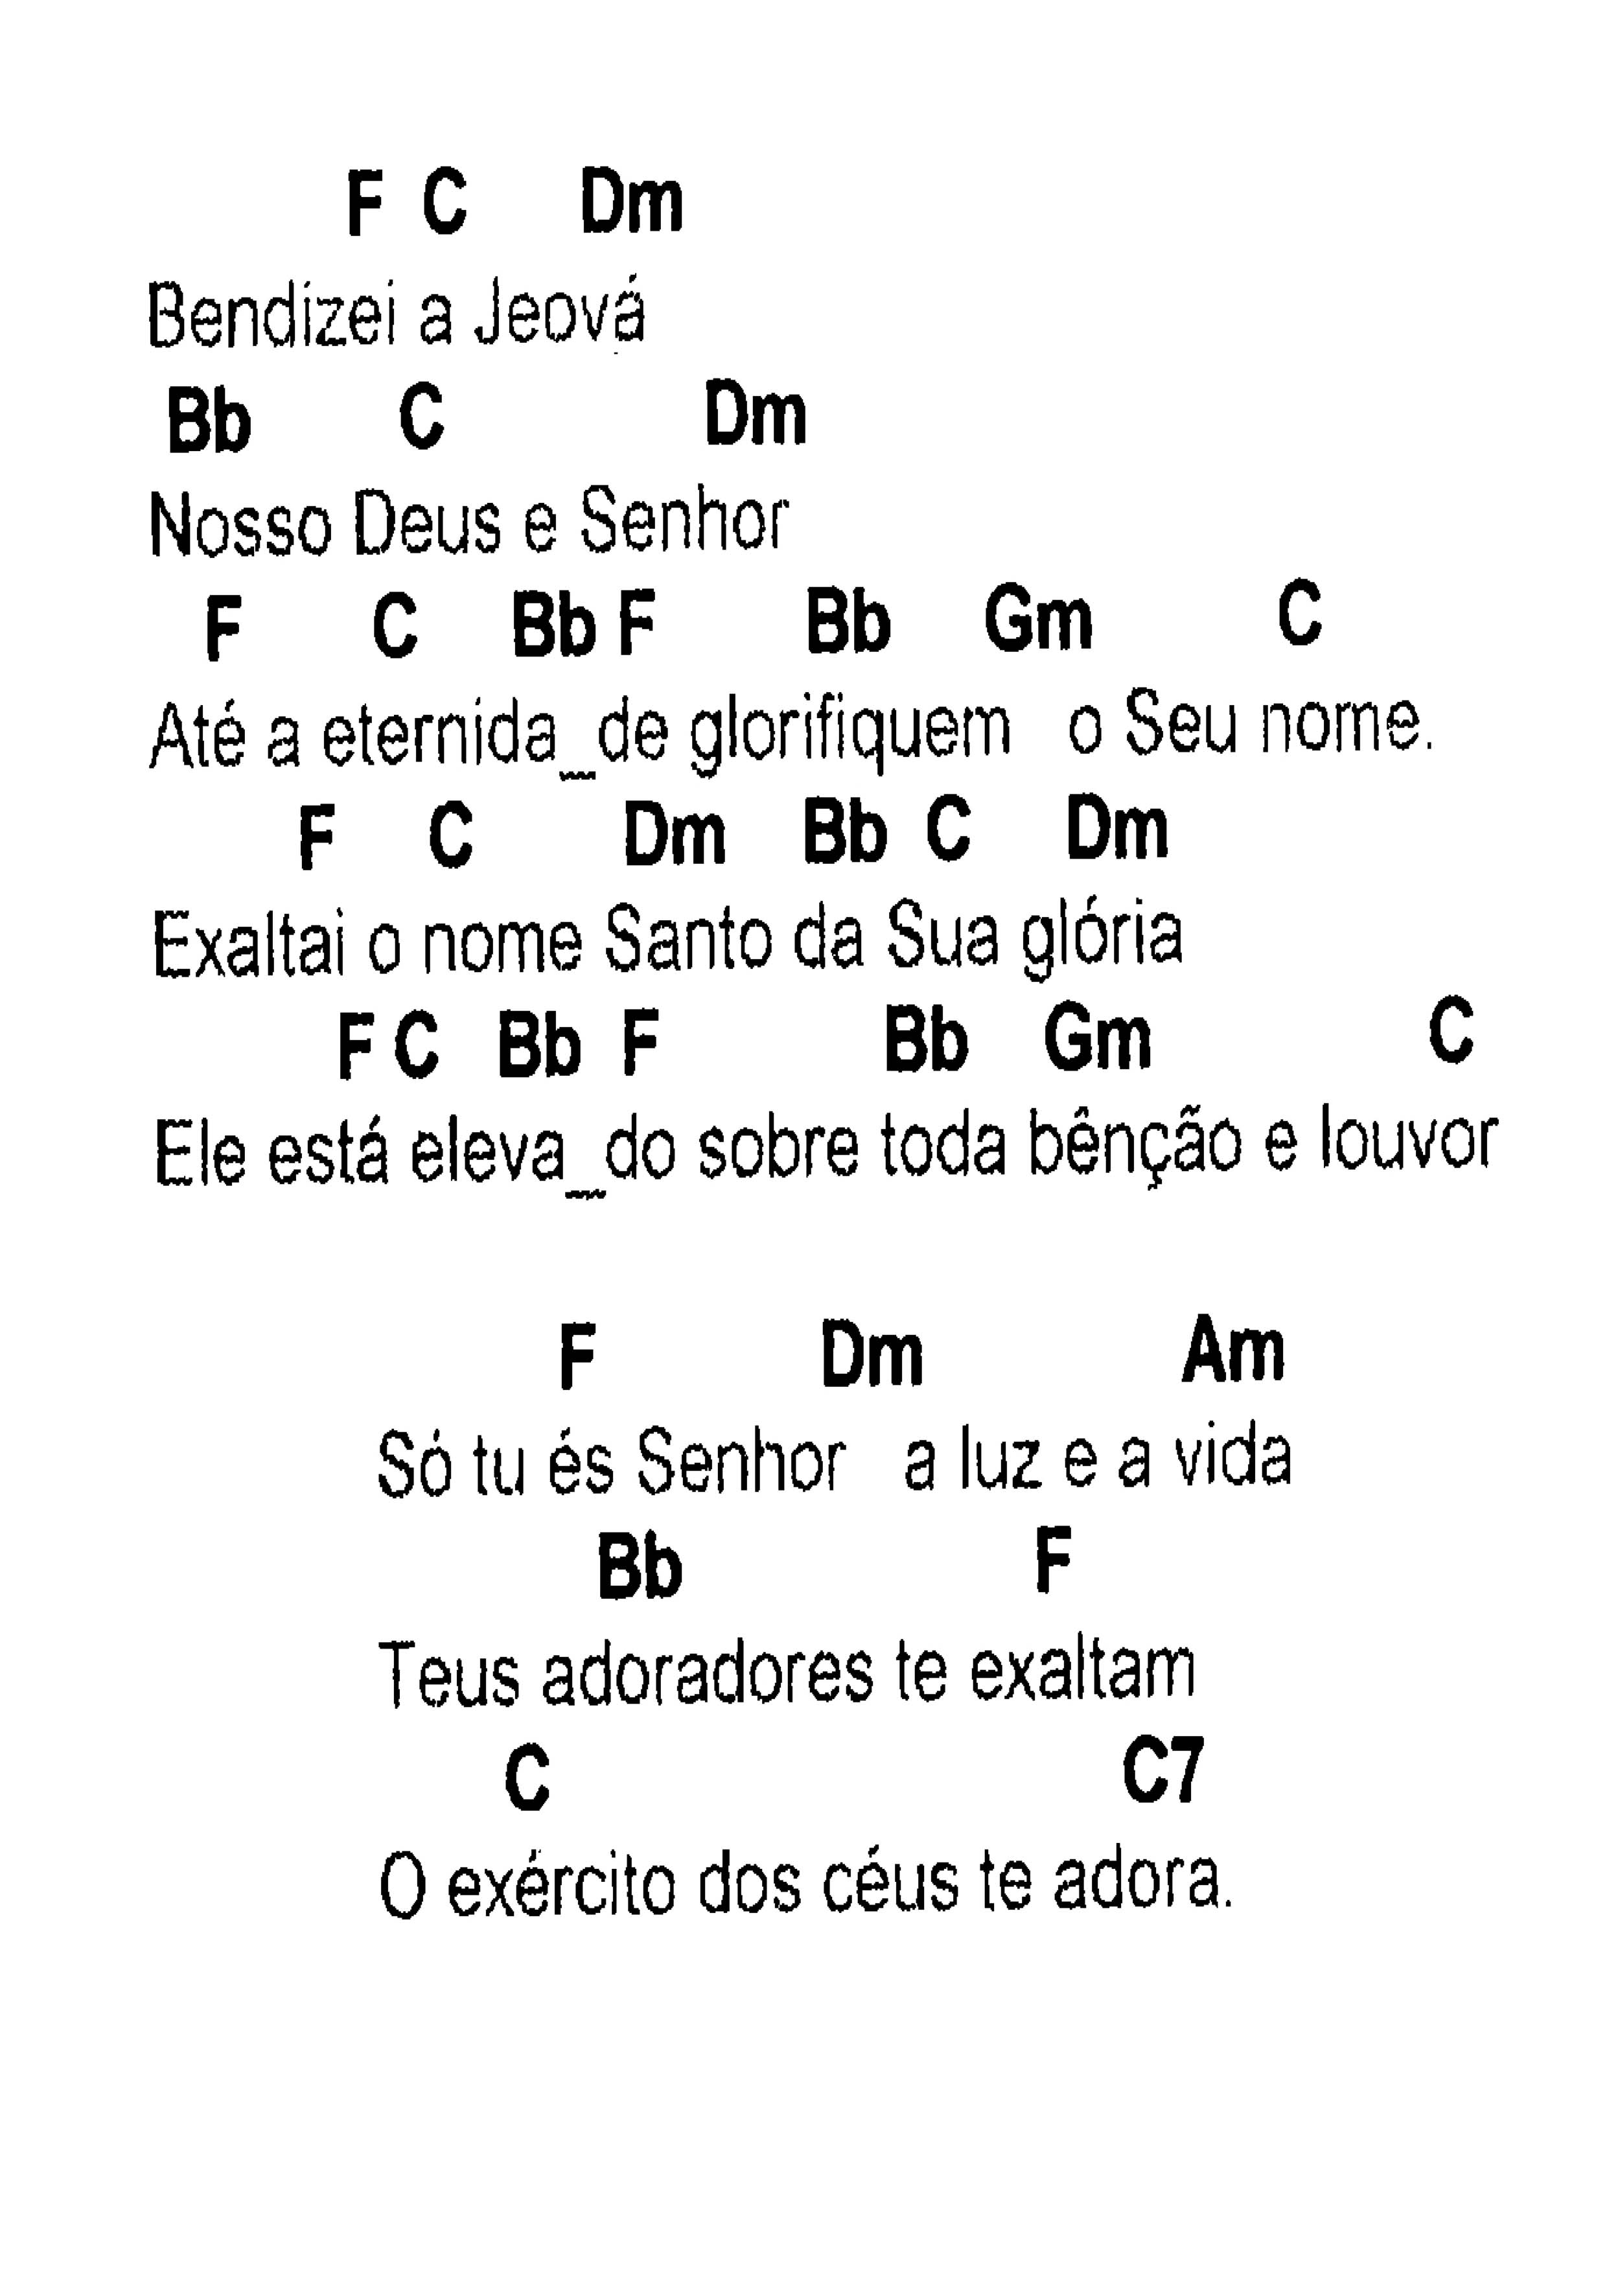 F C Dm
Bendizei a Jeová
Bb C Dm
Nosso Deus e Senhor
F C Bb F Bb Gm C
Até a eternida_de glorifiquem o Seu nome.
F C Dm Bb C Dm
Exaltai o nome Santo da Sua glória
F C Bb F Bb Gm C
Ele está eleva_do sobre toda bênção e louvor
F Dm Am
Só tu és Senhor a luz e a vida
Bb F
Teus adoradores te exaltam
C C7
O exército dos céus te adora.